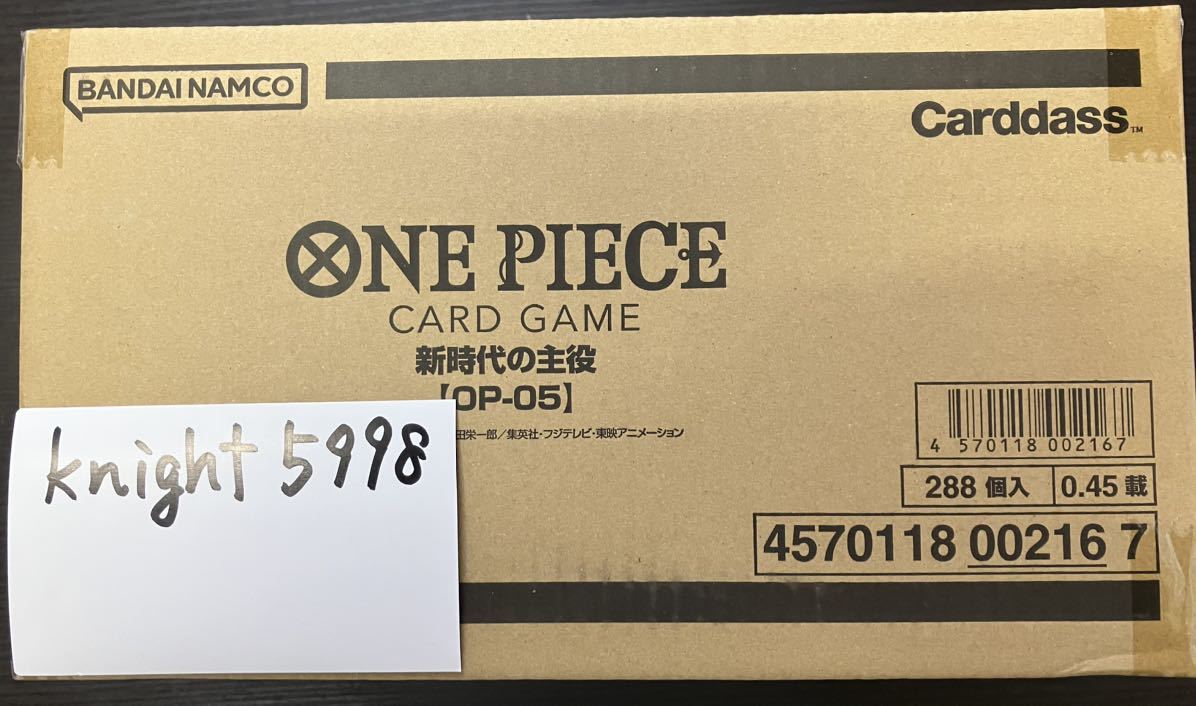 BANDAI NAMCO
Carddass™
ONE PIECE
CARD GAME
新時代の主役
【OP-05】
田栄一郎/集英社・フジテレビ・東映アニメーション
knight 5998
4 570118 002167
288 個入 0.45 載
4570118 00216 7